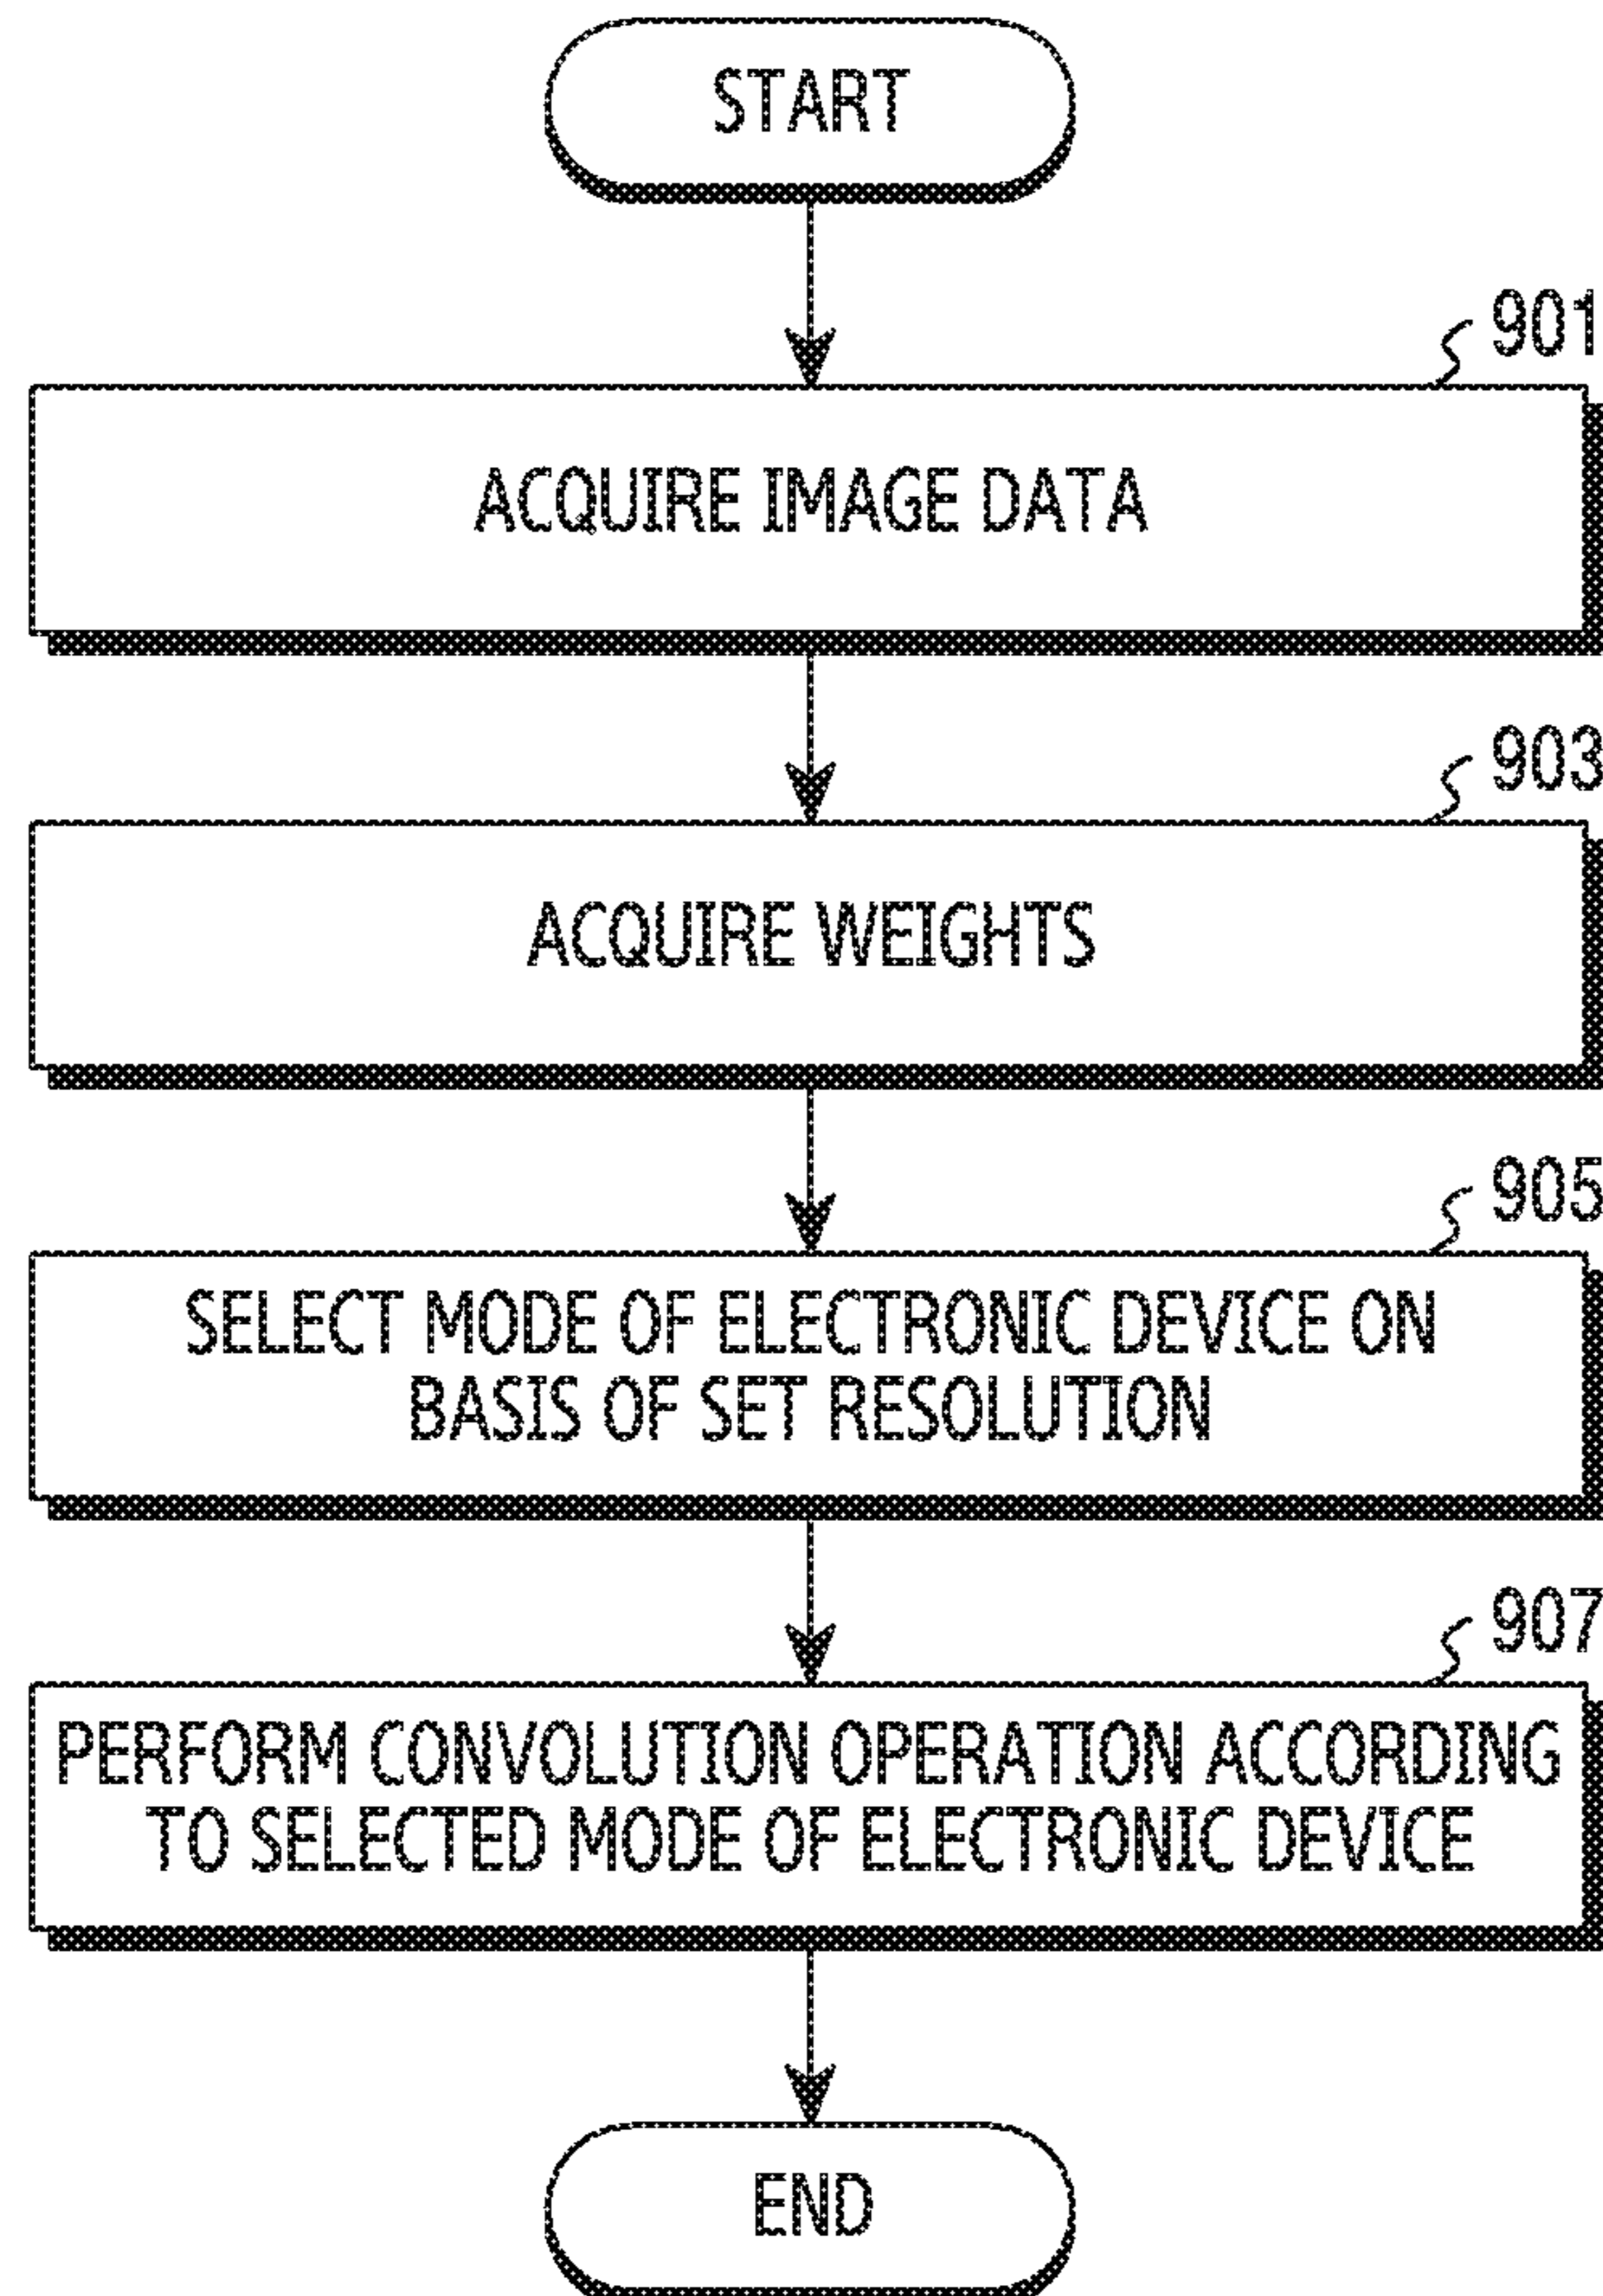 START
901
ACQUIRE IMAGE DATA
903
ACQUIRE WEIGHTS
905
SELECT MODE OF ELECTRONIC DEVICE ON
BASIS OF SET RESOLUTION
907
PERFORM CONVOLUTION OPERATION ACCORDING
TO SELECTED MODE OF ELECTRONIC DEVICE
END